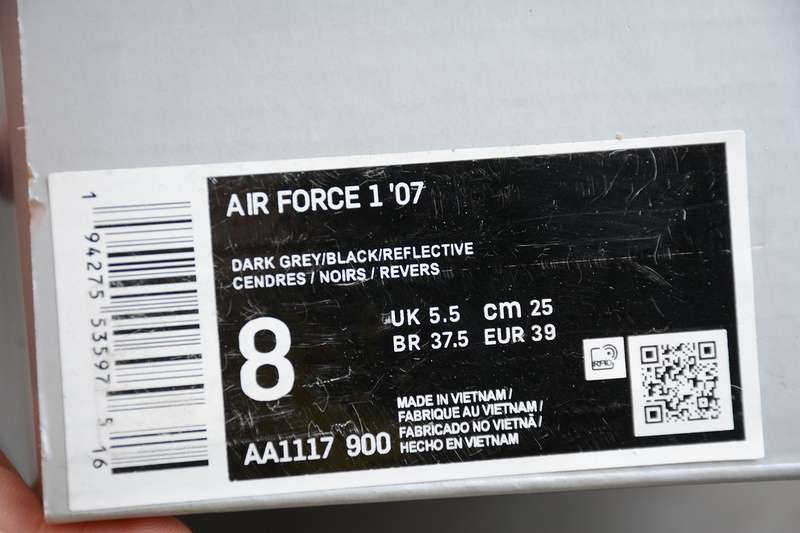 1 94275 53597 5 16
AIR FORCE 1 '07
DARK GREY/BLACK/REFLECTIVE
CENDRES / NOIRS / REVERS
8
UK 5.5 cm 25
BR 37.5 EUR 39
RFID
MADE IN VIETNAM /
FABRIQUE AU VIETNAM /
FABRICADO NO VIETNÃ /
HECHO EN VIETNAM
AA1117 900